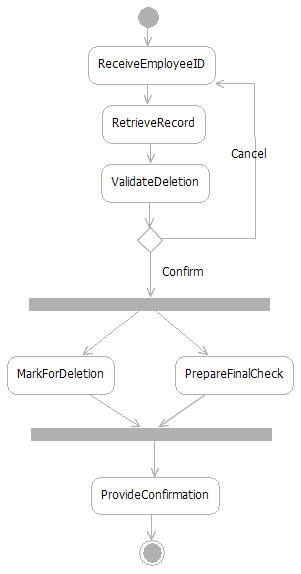 ReceiveEmployeeID
RetrieveRecord
Cancel
ValidateDeletion
Confirm
MarkForDeletion
PrepareFinalCheck
ProvideConfirmation